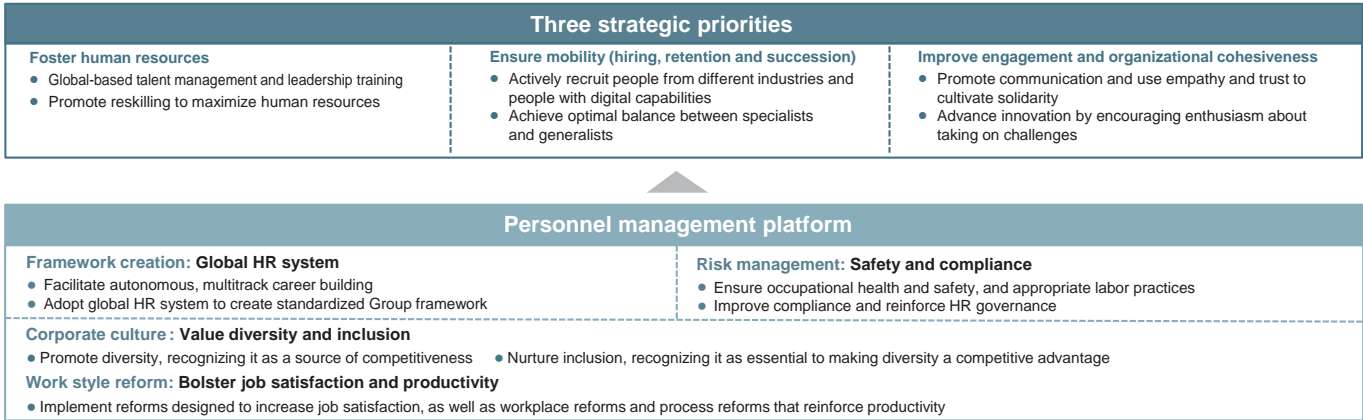 Three strategic priorities
Foster human resources
● Global-based talent management and leadership training
● Promote reskilling to maximize human resources
Ensure mobility (hiring, retention and succession)
● Actively recruit people from different industries and
people with digital capabilities
● Achieve optimal balance between specialists
and generalists
Improve engagement and organizational cohesiveness
● Promote communication and use empathy and trust to
cultivate solidarity
● Advance innovation by encouraging enthusiasm about
taking on challenges
Personnel management platform
Framework creation: Global HR system
● Facilitate autonomous, multitrack career building
● Adopt global HR system to create standardized Group framework
Risk management: Safety and compliance
● Ensure occupational health and safety, and appropriate labor practices
● Improve compliance and reinforce HR governance
Corporate culture : Value diversity and inclusion
● Promote diversity, recognizing it as a source of competitiveness ● Nurture inclusion, recognizing it as essential to making diversity a competitive advantage
Work style reform: Bolster job satisfaction and productivity
● Implement reforms designed to increase job satisfaction, as well as workplace reforms and process reforms that reinforce productivity